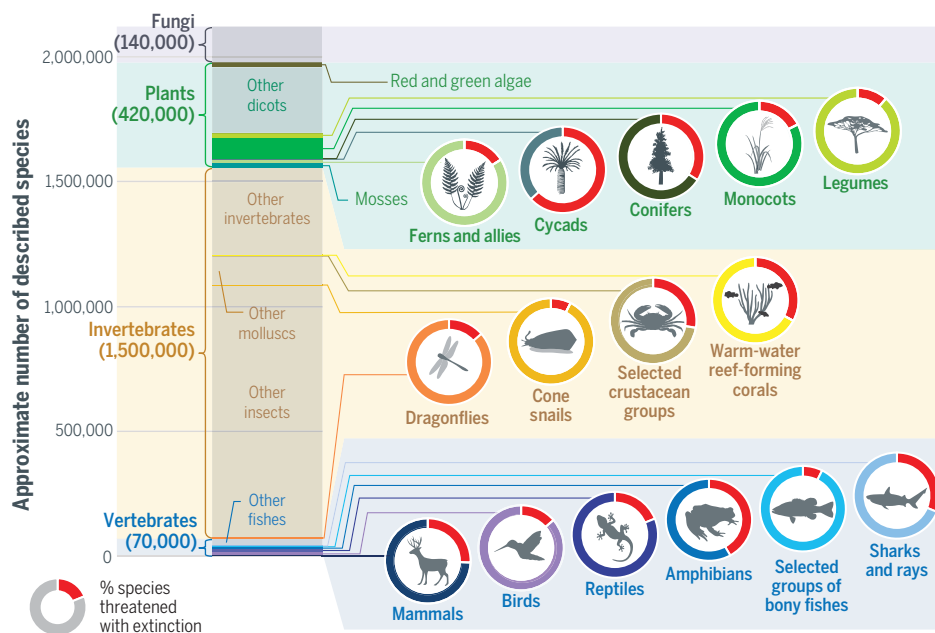 Approximate number of described species
Fungi
(140,000)
2,000,000
Plants
(420,000)
1,500,000
1,000,000
Invertebrates
(1,500,000)
500,000
Vertebrates
(70,000)
0
Other
dicots
Red and green algae
Mosses
Ferns and allies
Cycads
Conifers
Monocots
Legumes
Other
invertebrates
Other
molluscs
Other
insects
Dragonflies
Cone
snails
Selected
crustacean
groups
Warm-water
reef-forming
corals
Other
fishes
Mammals
Birds
Reptiles
Amphibians
Selected
groups of
bony fishes
Sharks
and rays
% species
threatened
with extinction